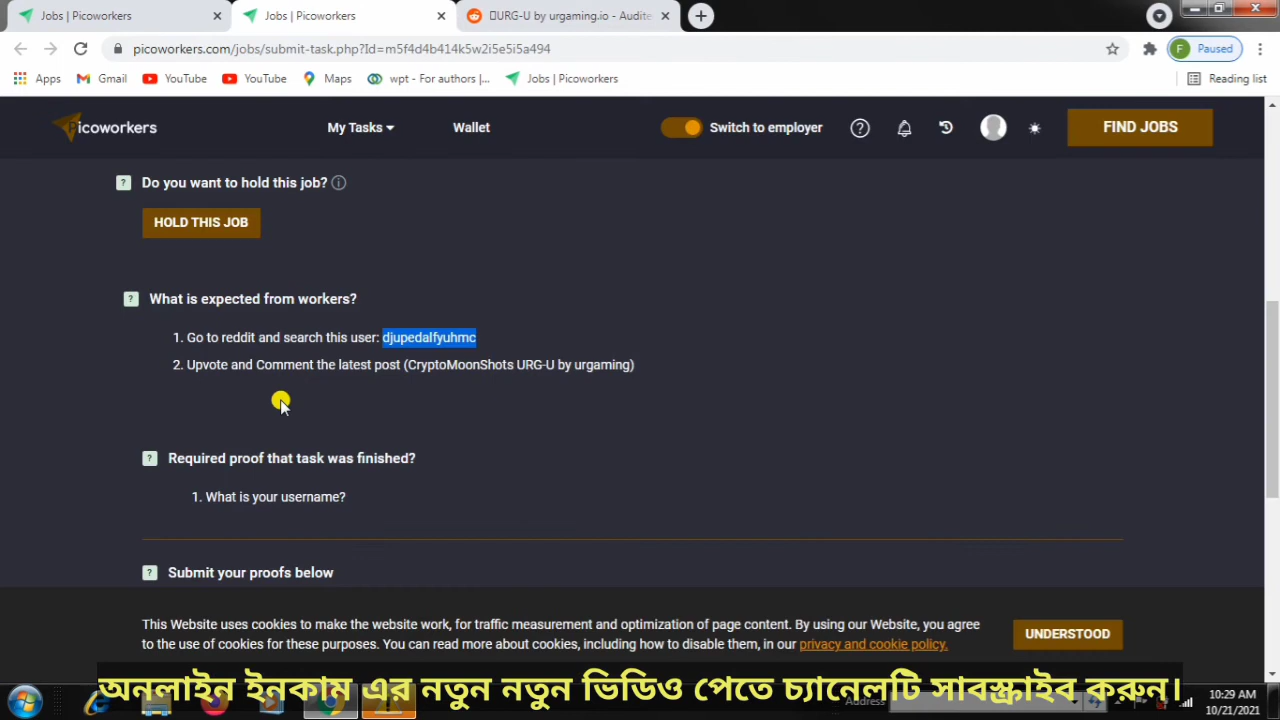 Jobs | Picoworkers
Jobs | Picoworkers
URG-U by urgaming.io - Audite
picoworkers.com/jobs/submit-task.php?Id=m5f4d4b414k5w2i5e5i5a494
F Paused
Apps Gmail YouTube YouTube Maps wpt - For authors |... Jobs | Picoworkers Reading list
Picoworkers My Tasks Wallet Switch to employer ? FIND JOBS
? Do you want to hold this job?
HOLD THIS JOB
? What is expected from workers?
1. Go to reddit and search this user: djupedalfyuhmc
2. Upvote and Comment the latest post (CryptoMoonShots URG-U by urgaming)
? Required proof that task was finished?
1. What is your username?
? Submit your proofs below
This Website uses cookies to make the website work, for traffic measurement and optimization of page content. By using our Website, you agree
to the use of cookies for these purposes. You can read more about cookies, including how to disable them, in our privacy and cookie policy.
UNDERSTOOD
অনলাইন ইনকাম এর নতুন নতুন ভিডিও পেতে চ্যানেলটি সাবস্ক্রাইব করুন।
Address
10:29 AM
10/21/2021